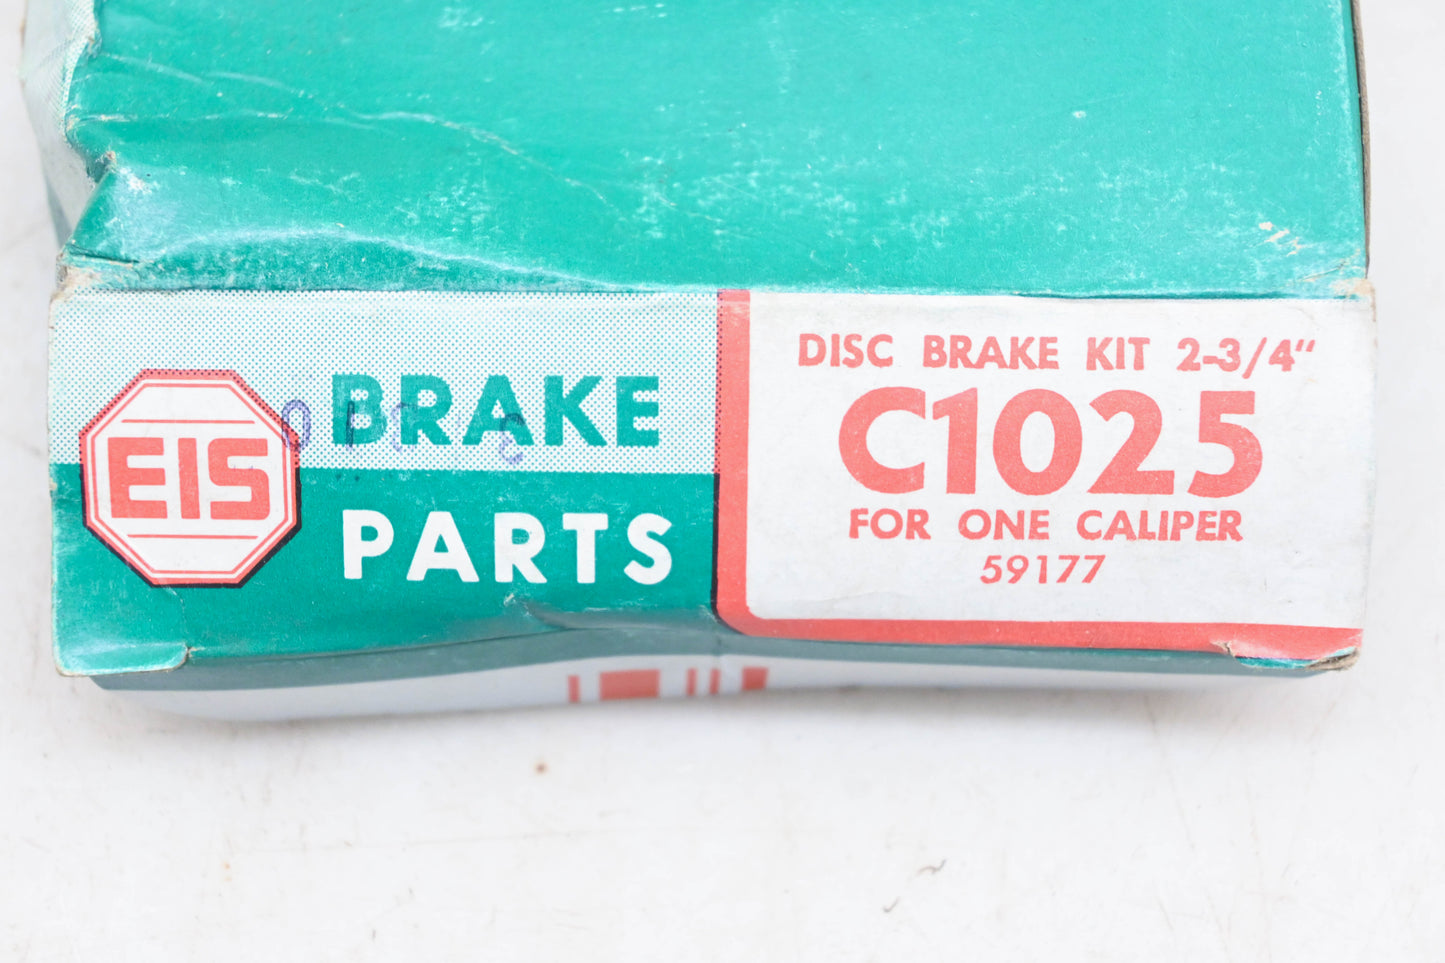 EIS
BRAKE
PARTS
DISC BRAKE KIT 2-3/4"
C1025
FOR ONE CALIPER
59177